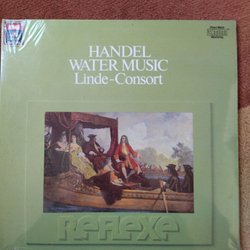 HANDEL
WATER MUSIC
Linde-Consort
REFLEXE